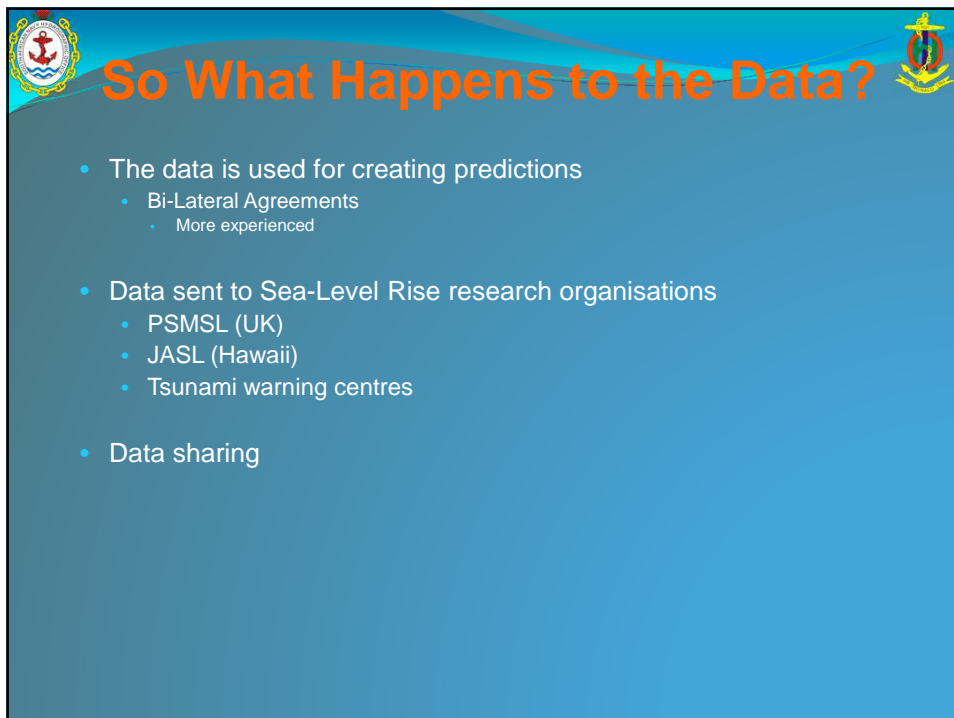 So What Happens to the Data?
• The data is used for creating predictions
• Bi-Lateral Agreements
• More experienced
• Data sent to Sea-Level Rise research organisations
• PSMSL (UK)
• JASL (Hawaii)
• Tsunami warning centres
• Data sharing